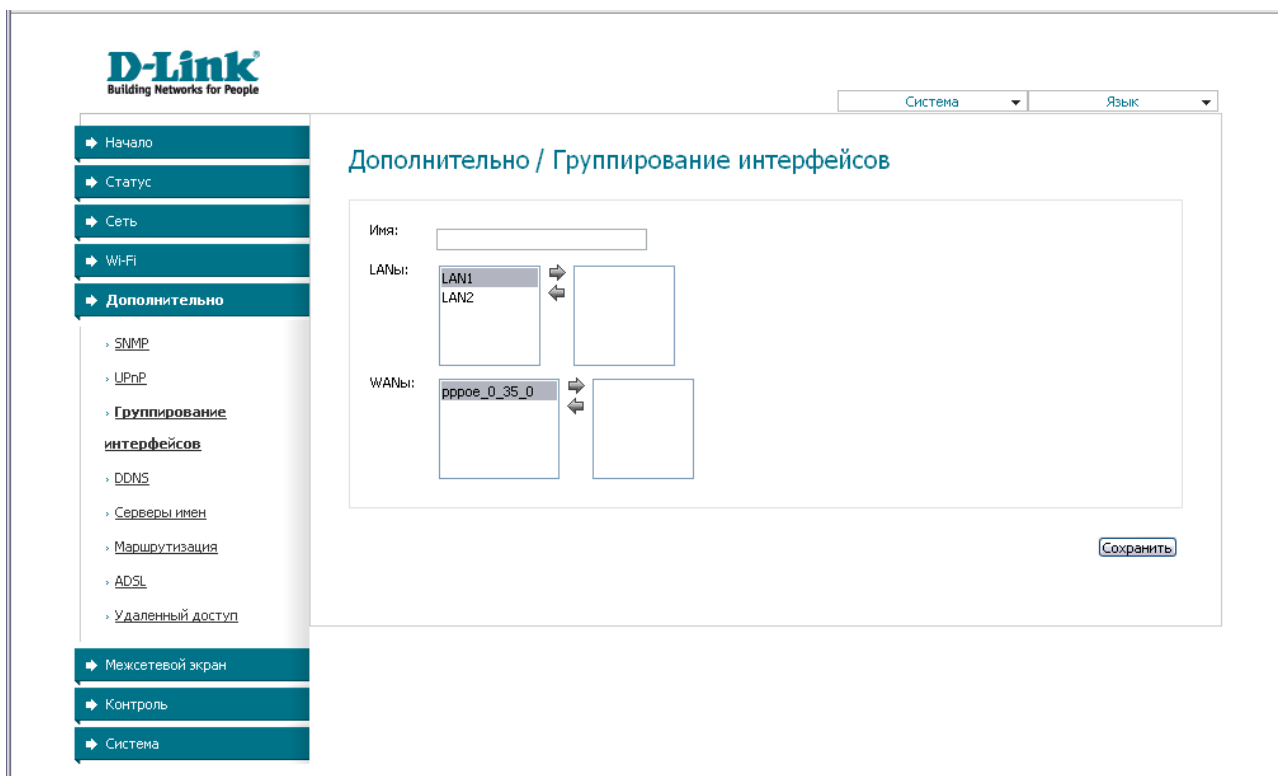 D-Link
Building Networks for People
Система
Язык
Начало
Статус
Сеть
Wi-Fi
Дополнительно
SNMP
UPnP
Группирование
интерфейсов
DDNS
Серверы имен
Маршрутизация
ADSL
Удаленный доступ
Межсетевой экран
Контроль
Система
Дополнительно / Группирование интерфейсов
Имя:
LANы:
LAN1
LAN2
WANы:
pppoe_0_35_0
Сохранить